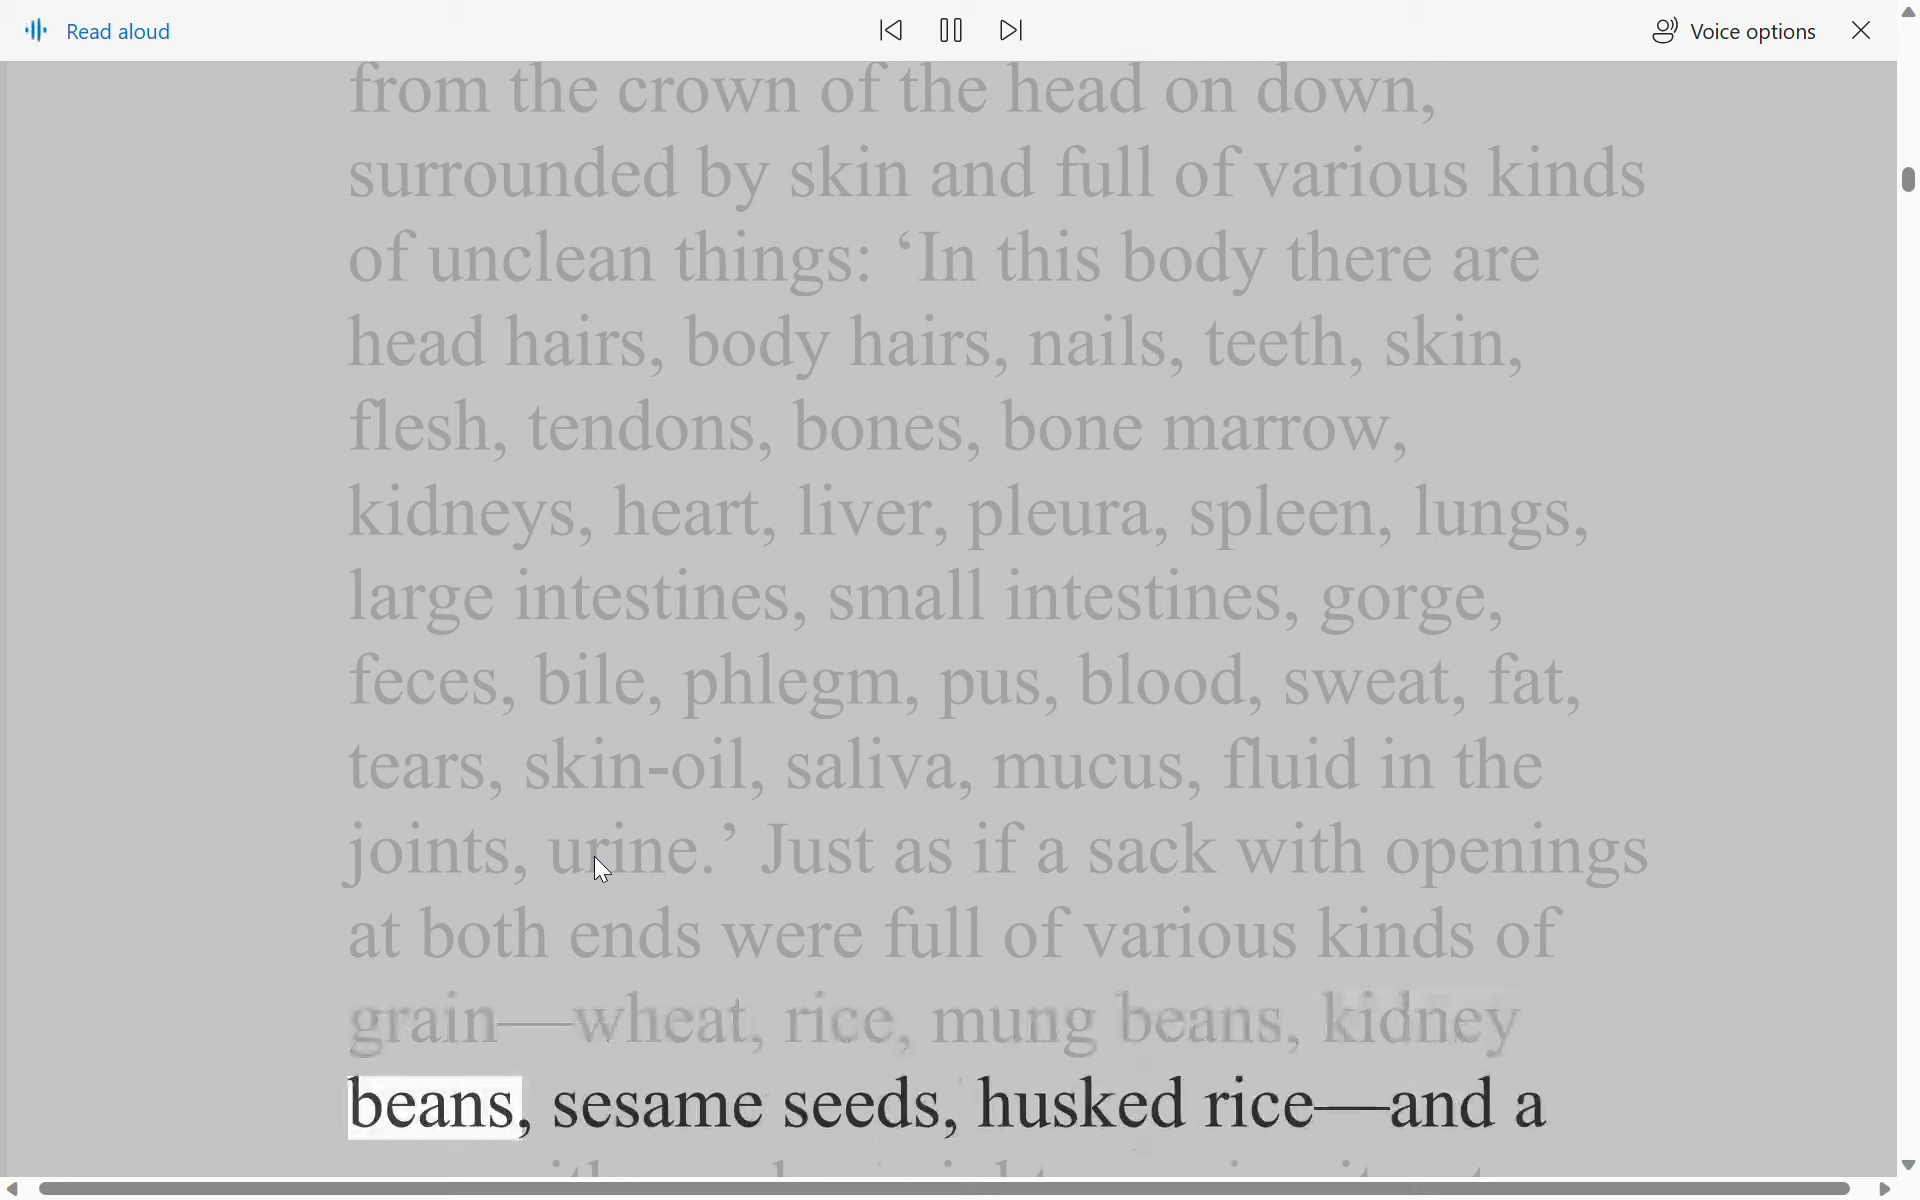 Read aloud
Voice options
from the crown of the head on down,
surrounded by skin and full of various kinds
of unclean things: ‘In this body there are
head hairs, body hairs, nails, teeth, skin,
flesh, tendons, bones, bone marrow,
kidneys, heart, liver, pleura, spleen, lungs,
large intestines, small intestines, gorge,
feces, bile, phlegm, pus, blood, sweat, fat,
tears, skin-oil, saliva, mucus, fluid in the
joints, urine.’ Just as if a sack with openings
at both ends were full of various kinds of
grain—wheat, rice, mung beans, kidney
beans, sesame seeds, husked rice—and a